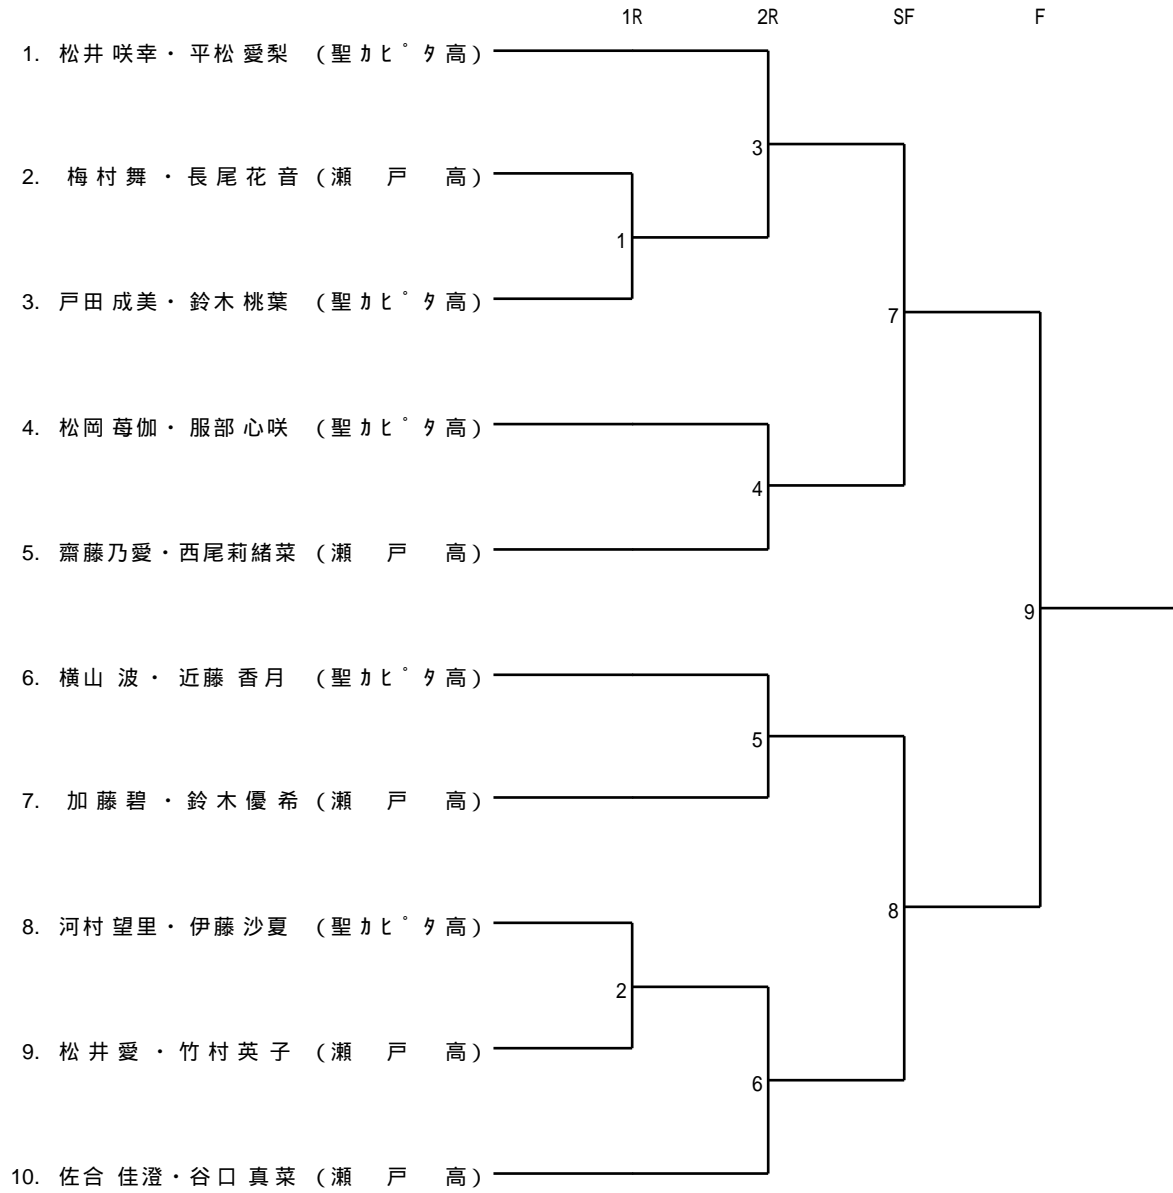 1R 2R SF F
1. 松井 咲幸・ 平松 愛梨 (聖カピタ高)
3
2. 梅村舞 ・長尾花音 (瀬 戸 高)
1
3. 戸田 成美・ 鈴木 桃葉 (聖カピタ高)
7
4. 松岡 苺伽・ 服部 心咲 (聖カピタ高)
4
5. 齋藤乃愛・西尾莉緒菜 (瀬 戸 高)
9
6. 横山 波・ 近藤 香月 (聖カピタ高)
5
7. 加藤碧 ・鈴木優希 (瀬 戸 高)
8
8. 河村 望里・ 伊藤 沙夏 (聖カピタ高)
2
9. 松井愛 ・竹村英子 (瀬 戸 高)
6
10. 佐合 佳澄・谷口 真菜 (瀬 戸 高)